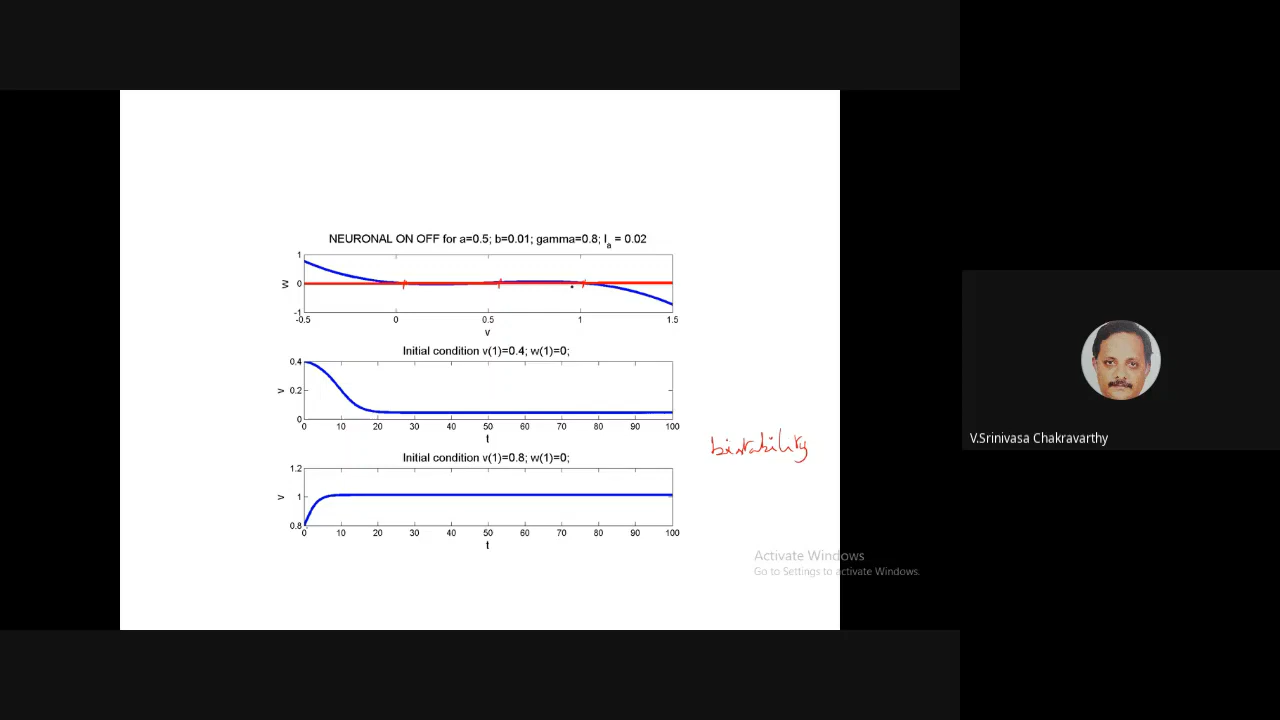 NEURONAL ON OFF for a=0.5; b=0.01; gamma=0.8; Ia = 0.02
1
0
-1
w
-0.5 0 0.5 1 1.5
v
Initial condition v(1)=0.4; w(1)=0;
0.4
0.2
0
v
0 10 20 30 40 50 60 70 80 90 100
t
bistability
Initial condition v(1)=0.8; w(1)=0;
1.2
1
0.8
v
0 10 20 30 40 50 60 70 80 90 100
t
V.Srinivasa Chakravarthy
Activate Windows
Go to Settings to activate Windows.